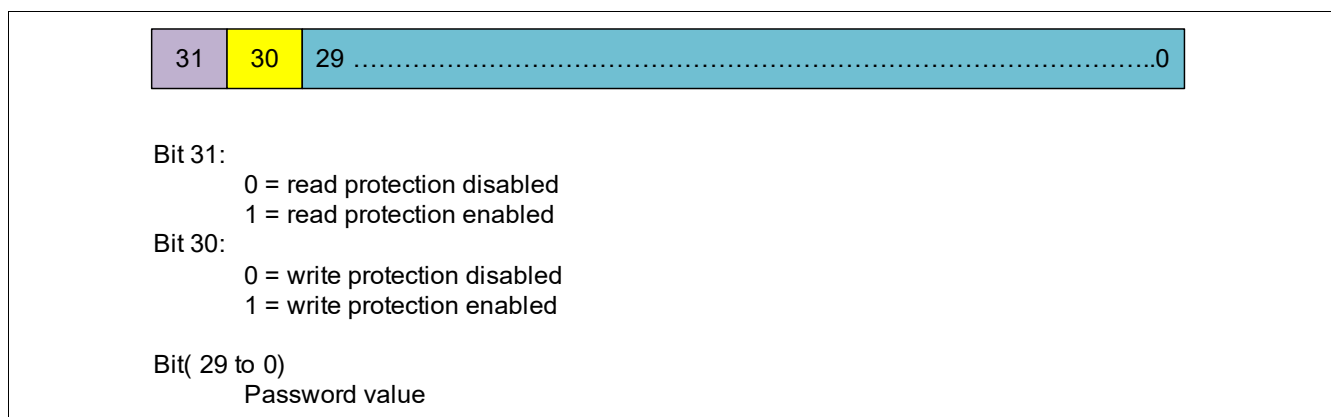 31 30 29 …………………………………………………………………………………..0
Bit 31:
0 = read protection disabled
1 = read protection enabled
Bit 30:
0 = write protection disabled
1 = write protection enabled
Bit( 29 to 0)
Password value